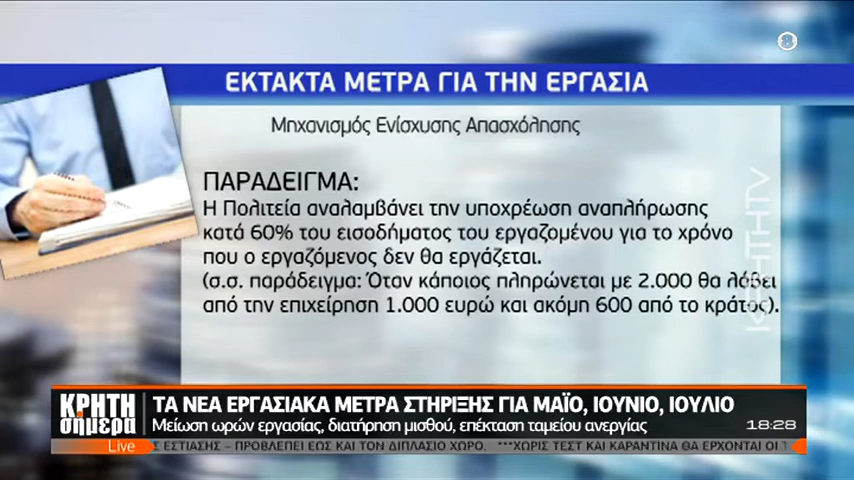 8
ΕΚΤΑΚΤΑ ΜΕΤΡΑ ΓΙΑ ΤΗΝ ΕΡΓΑΣΙΑ
Μηχανισμός Ενίσχυσης Απασχόλησης
ΠΑΡΑΔΕΙΓΜΑ:
Η Πολιτεία αναλαμβάνει την υποχρέωση αναπλήρωσης
κατά 60% του εισοδήματος του εργαζομένου για το χρόνο
που ο εργαζόμενος δεν θα εργάζεται.
(σ.σ. παράδειγμα: Όταν κάποιος πληρώνεται με 2.000 θα λάβει
από την επιχείρηση 1.000 ευρώ και ακόμη 600 από το κράτος).
ΚΡΗΤΗTV
ΚΡΗΤΗ
σήμερα
Live
ΤΑ ΝΕΑ ΕΡΓΑΣΙΑΚΑ ΜΕΤΡΑ ΣΤΗΡΙΞΗΣ ΓΙΑ ΜΑΪΟ, ΙΟΥΝΙΟ, ΙΟΥΛΙΟ
Μείωση ωρών εργασίας, διατήρηση μισθού, επέκταση ταμείου ανεργίας
18:28
Σ ΕΣΤΙΑΣΗΣ - ΠΡΟΒΛΕΠΕΙ ΕΩΣ ΚΑΙ ΤΟΝ ΔΙΠΛΑΣΙΟ ΧΩΡΟ. ***ΧΩΡΙΣ ΤΕΣΤ ΚΑΙ ΚΑΡΑΝΤΙΝΑ ΘΑ ΕΡΧΟΝΤΑΙ ΟΙ